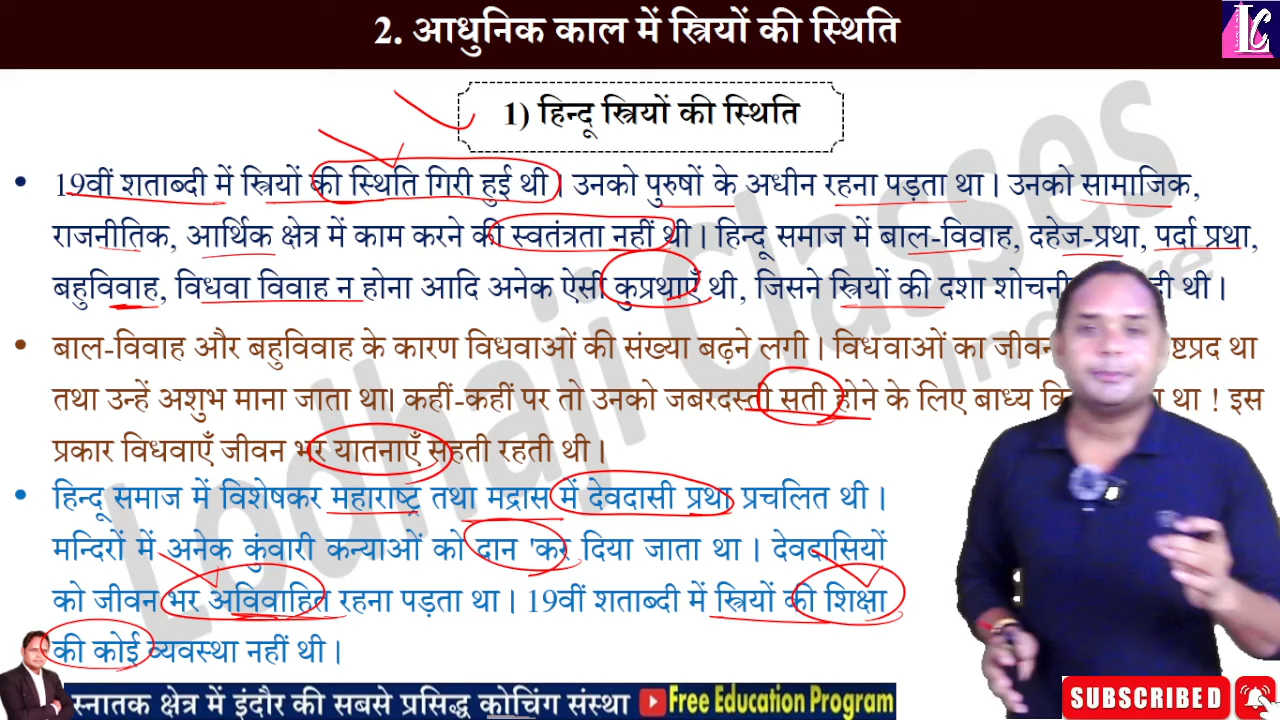 2. आधुनिक काल में स्त्रियों की स्थिति
LC
1) हिन्दू स्त्रियों की स्थिति
• 19वीं शताब्दी में स्त्रियों की स्थिति गिरी हुई थी। उनको पुरुषों के अधीन रहना पड़ता था। उनको सामाजिक,
राजनीतिक, आर्थिक क्षेत्र में काम करने की स्वतंत्रता नहीं थी। हिन्दू समाज में बाल-विवाह, दहेज-प्रथा, पर्दा प्रथा,
बहुविवाह, विधवा विवाह न होना आदि अनेक ऐसी कुप्रथाएँ थी, जिसने स्त्रियों की दशा थी।
• बाल-विवाह और बहुविवाह के कारण विधवाओं की संख्या बढ़ने लगी। विधवाओं का जीवन था
तथा उन्हें अशुभ माना जाता था। कहीं-कहीं पर तो उनको जबरदस्ती सती होने के लिए बाध्य था ! इस
प्रकार विधवाएँ जीवन भर यातनाएँ सहती रहती थी।
• हिन्दू समाज में विशेषकर महाराष्ट्र तथा मद्रास में देवदासी प्रथा प्रचलित थी।
मन्दिरों में अनेक कुंवारी कन्याओं को दान 'कर दिया जाता था। देवदासियों
को जीवन भर अविवाहित रहना पड़ता था। 19वीं शताब्दी में स्त्रियों की शिक्षा
की कोई व्यवस्था नहीं थी।
Lodhaji Classes
Indore
स्नातक क्षेत्र में इंदौर की सबसे प्रसिद्ध कोचिंग संस्था Free Education Program
SUBSCRIBED